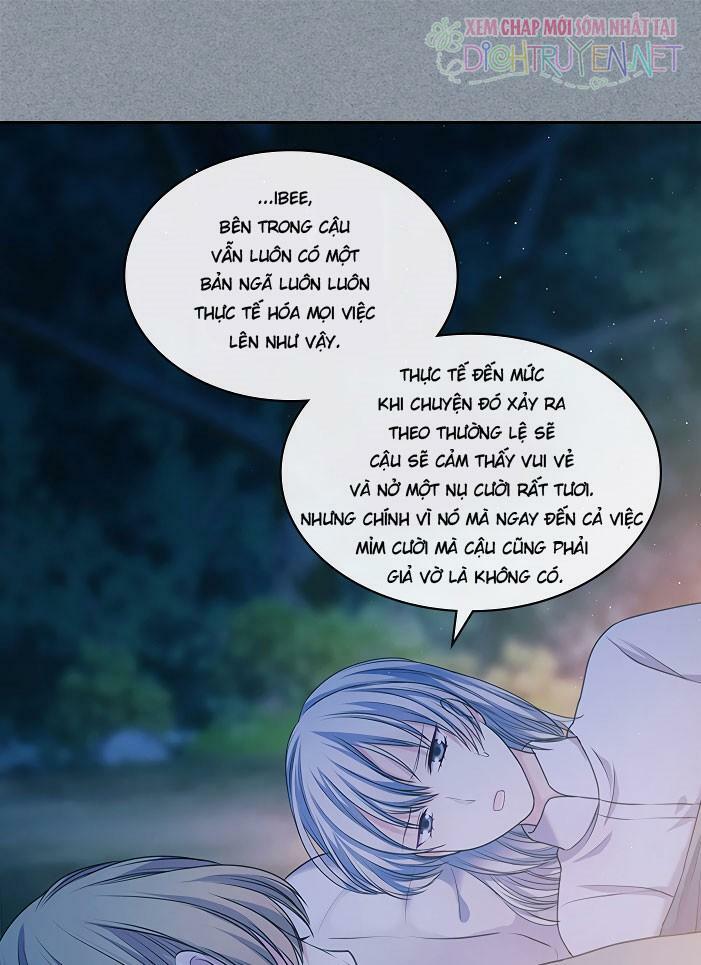 XEM CHAP MỚI SỚM NHẤT TẠI
DICHTRUYEN.NET
...IBEE,
BÊN TRONG CẬU
VẪN LUÔN CÓ MỘT
BẢN NGÃ LUÔN LUÔN
THỰC TẾ HÓA MỌI VIỆC
LÊN NHƯ VẬY.
THỰC TẾ ĐẾN MỨC
KHI CHUYỆN ĐÓ XẢY RA
THEO THƯỜNG LỆ SẼ
CẬU SẼ CẢM THẤY VUI VẺ
VÀ NỞ MỘT NỤ CƯỜI RẤT TƯƠI.
NHƯNG CHÍNH VÌ NÓ MÀ NGAY ĐẾN CẢ VIỆC
MỈM CƯỜI MÀ CẬU CŨNG PHẢI
GIẢ VỜ LÀ KHÔNG CÓ.